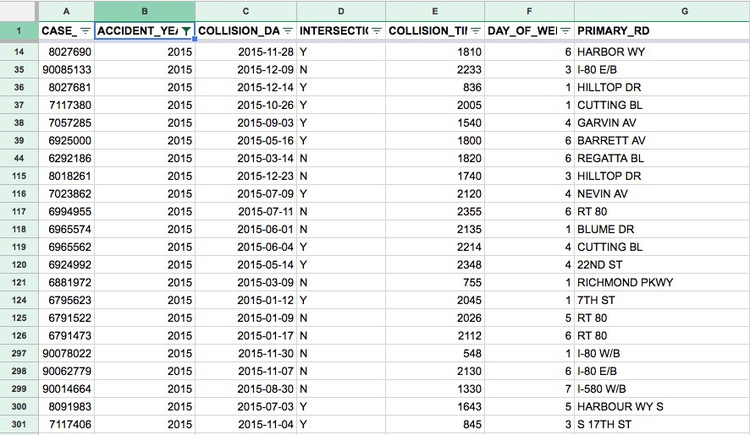 A B C D E F G
1 CASE_ ACCIDENT_YEA COLLISION_DA INTERSECTIO COLLISION_TIM DAY_OF_WEI PRIMARY_RD
14 8027690 2015 2015-11-28 Y 1810 6 HARBOR WY
35 90085133 2015 2015-12-09 N 2233 3 I-80 E/B
36 8027681 2015 2015-12-14 Y 836 1 HILLTOP DR
37 7117380 2015 2015-10-26 Y 2005 1 CUTTING BL
38 7057285 2015 2015-09-03 Y 1540 4 GARVIN AV
39 6925000 2015 2015-05-16 Y 1800 6 BARRETT AV
44 6292186 2015 2015-03-14 N 1820 6 REGATTA BL
115 8018261 2015 2015-12-23 N 1740 3 HILLTOP DR
116 7023862 2015 2015-07-09 Y 2120 4 NEVIN AV
117 6994955 2015 2015-07-11 N 2355 6 RT 80
118 6965574 2015 2015-06-01 N 2135 1 BLUME DR
119 6965562 2015 2015-06-04 Y 2214 4 CUTTING BL
120 6924992 2015 2015-05-14 Y 2348 4 22ND ST
121 6881972 2015 2015-03-09 N 755 1 RICHMOND PKWY
124 6795623 2015 2015-01-12 Y 2045 1 7TH ST
125 6791522 2015 2015-01-09 N 2026 5 RT 80
126 6791473 2015 2015-01-17 N 2112 6 RT 80
297 90078022 2015 2015-11-30 N 548 1 I-80 W/B
298 90062779 2015 2015-11-07 N 2130 6 I-80 E/B
299 90014664 2015 2015-08-30 N 1330 7 I-580 W/B
300 8091983 2015 2015-07-03 Y 1643 5 HARBOUR WY S
301 7117406 2015 2015-11-04 Y 845 3 S 17TH ST